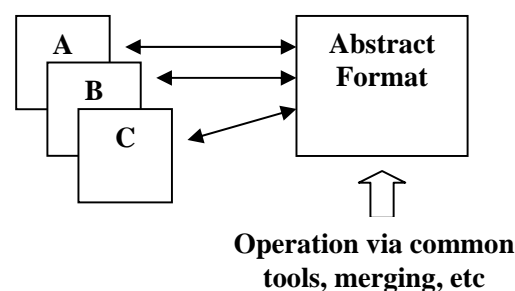 A
B
C
Abstract
Format
Operation via common
tools, merging, etc